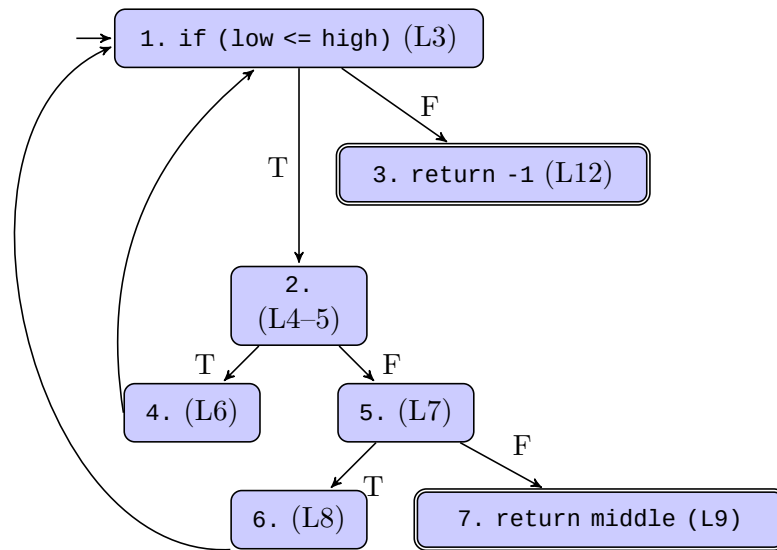 1. if (low <= high) (L3)
F
T
3. return -1 (L12)
2.
(L4–5)
T
F
4. (L6)
5. (L7)
F
T
6. (L8)
7. return middle (L9)